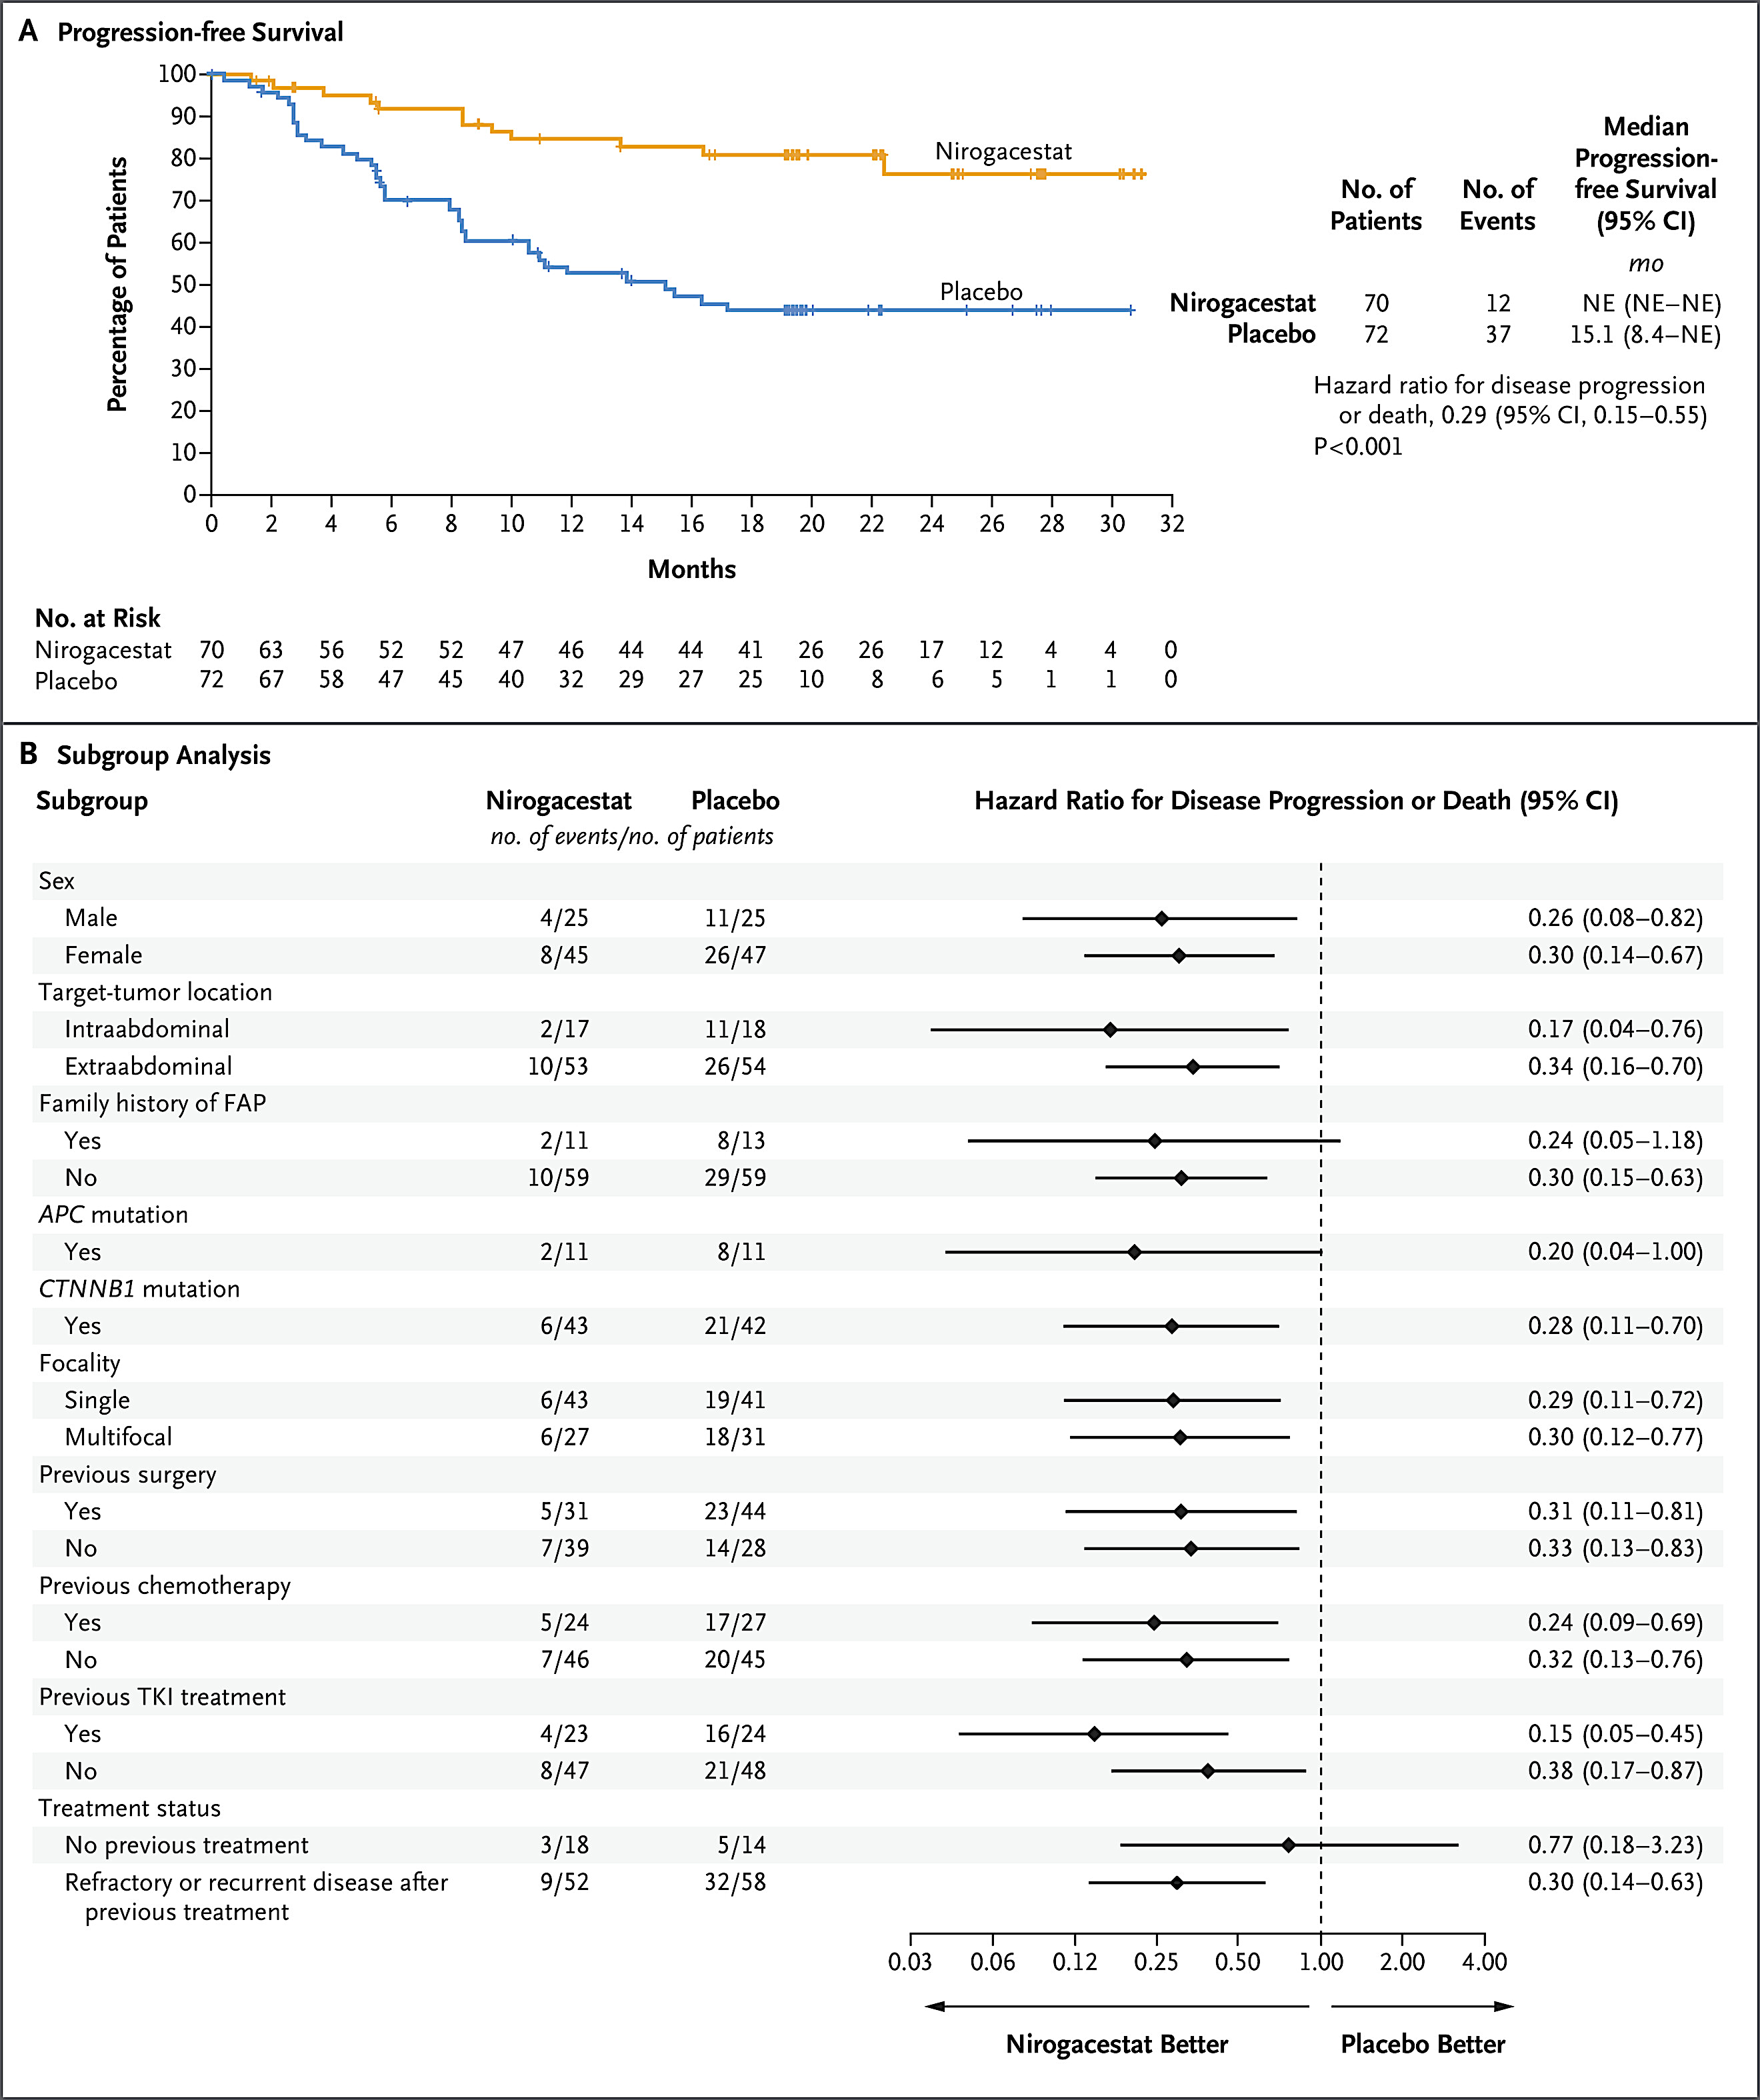 A Progression-free Survival
100
90
80
70
60
50
40
30
20
10
0
Percentage of Patients
Nirogacestat
Placebo
0 2 4 6 8 10 12 14 16 18 20 22 24 26 28 30 32
Months
No. of Patients
No. of Events
Median Progression-free Survival (95% CI)
mo
Nirogacestat 70 12 NE (NE–NE)
Placebo 72 37 15.1 (8.4–NE)
Hazard ratio for disease progression
or death, 0.29 (95% CI, 0.15–0.55)
P<0.001
No. at Risk
Nirogacestat 70 63 56 52 52 47 46 44 44 41 26 26 17 12 4 4 0
Placebo 72 67 58 47 45 40 32 29 27 25 10 8 6 5 1 1 0
B Subgroup Analysis
Subgroup Nirogacestat Placebo Hazard Ratio for Disease Progression or Death (95% CI)
no. of events/no. of patients
Sex
Male 4/25 11/25 0.26 (0.08–0.82)
Female 8/45 26/47 0.30 (0.14–0.67)
Target-tumor location
Intraabdominal 2/17 11/18 0.17 (0.04–0.76)
Extraabdominal 10/53 26/54 0.34 (0.16–0.70)
Family history of FAP
Yes 2/11 8/13 0.24 (0.05–1.18)
No 10/59 29/59 0.30 (0.15–0.63)
APC mutation
Yes 2/11 8/11 0.20 (0.04–1.00)
CTNNB1 mutation
Yes 6/43 21/42 0.28 (0.11–0.70)
Focality
Single 6/43 19/41 0.29 (0.11–0.72)
Multifocal 6/27 18/31 0.30 (0.12–0.77)
Previous surgery
Yes 5/31 23/44 0.31 (0.11–0.81)
No 7/39 14/28 0.33 (0.13–0.83)
Previous chemotherapy
Yes 5/24 17/27 0.24 (0.09–0.69)
No 7/46 20/45 0.32 (0.13–0.76)
Previous TKI treatment
Yes 4/23 16/24 0.15 (0.05–0.45)
No 8/47 21/48 0.38 (0.17–0.87)
Treatment status
No previous treatment 3/18 5/14 0.77 (0.18–3.23)
Refractory or recurrent disease after 9/52 32/58 0.30 (0.14–0.63)
previous treatment
0.03 0.06 0.12 0.25 0.50 1.00 2.00 4.00
Nirogacestat Better Placebo Better